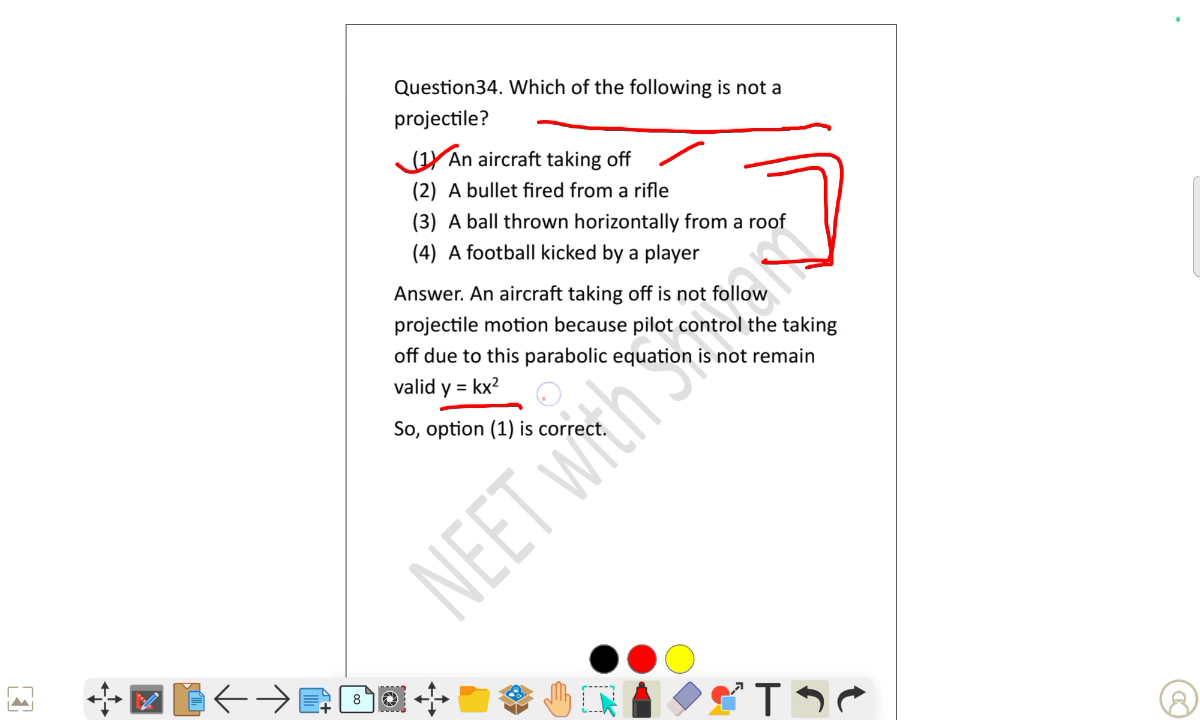 Question34. Which of the following is not a
projectile?
(1) An aircraft taking off
(2) A bullet fired from a rifle
(3) A ball thrown horizontally from a roof
(4) A football kicked by a player
Answer. An aircraft taking off is not follow
projectile motion because pilot control the taking
off due to this parabolic equation is not remain
valid y = kx²
So, option (1) is correct.
NEET with Shivam
8
T